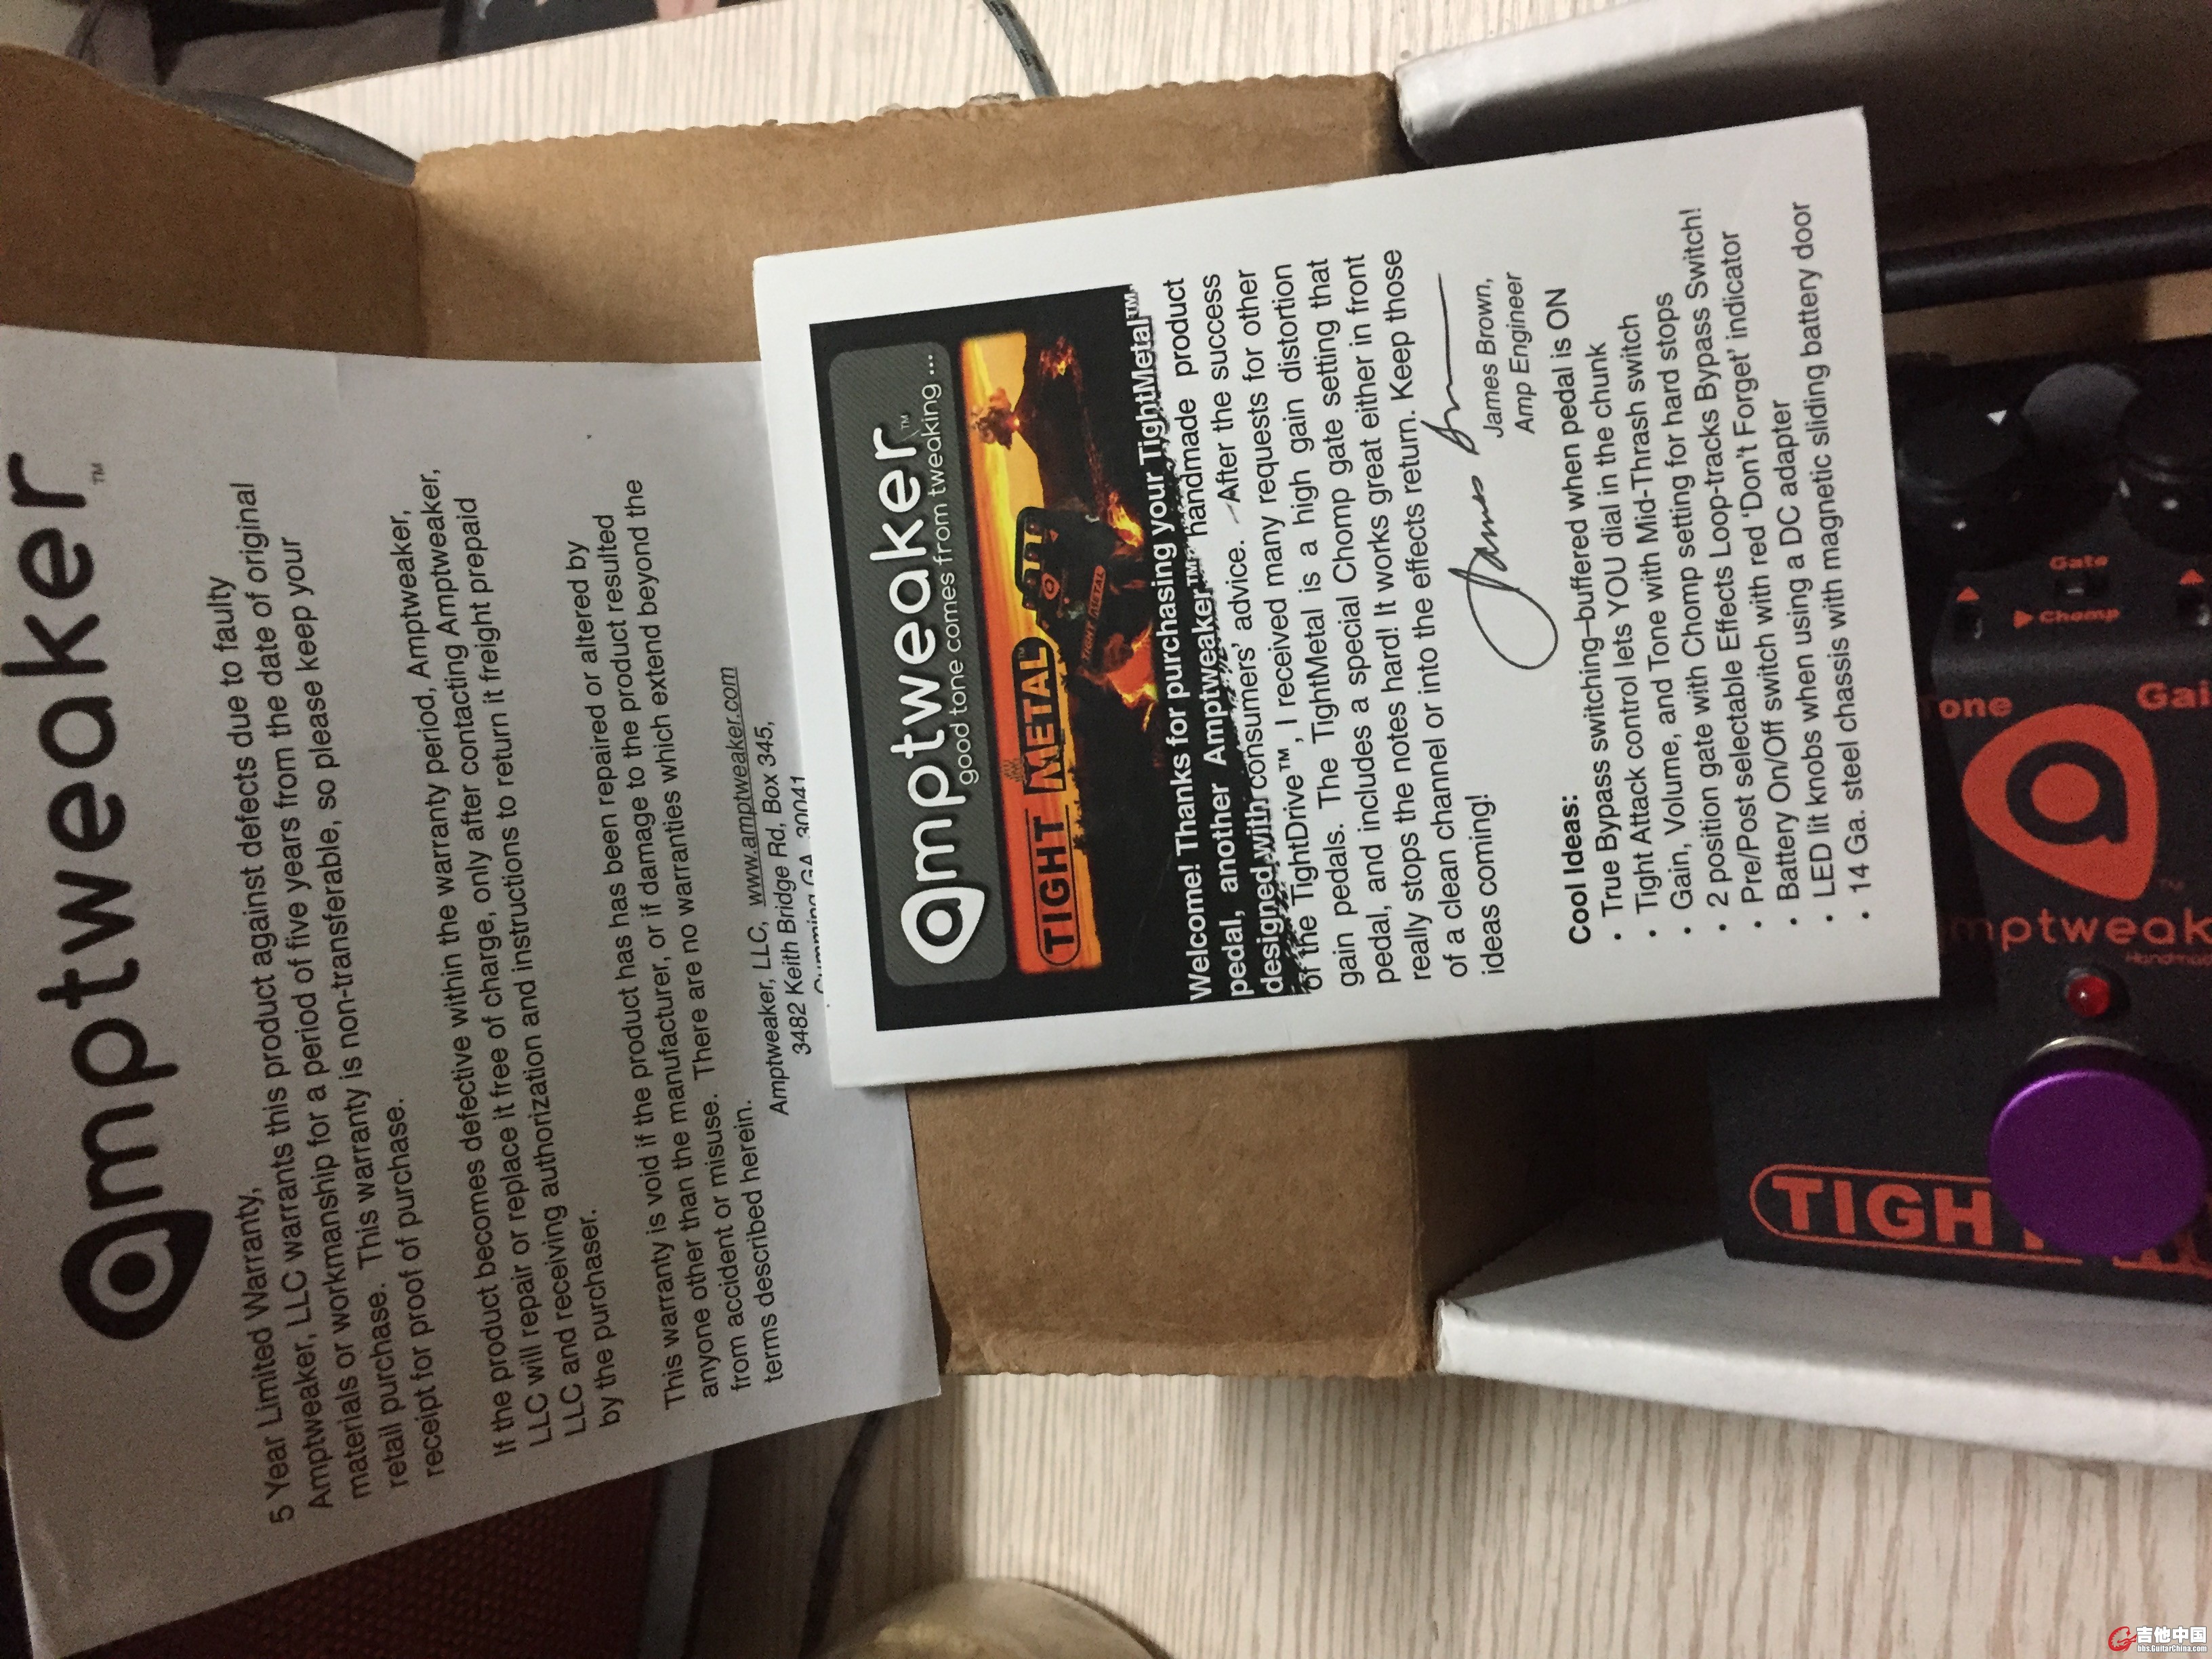 amptweaker™
5 Year Limited Warranty,
Amptweaker, LLC warrants this product against defects due to faulty
materials or workmanship for a period of five years from the date of original
retail purchase. This warranty is non-transferable, so please keep your
receipt for proof of purchase.
If the product becomes defective within the warranty period, Amptweaker,
LLC will repair or replace it free of charge, only after contacting Amptweaker,
LLC and receiving authorization and instructions to return it freight prepaid
by the purchaser.
This warranty is void if the product has has been repaired or altered by
anyone other than the manufacturer, or if damage to the product resulted
from accident or misuse. There are no warranties which extend beyond the
terms described herein.
Amptweaker, LLC, www.amptweaker.com
3482 Keith Bridge Rd, Box 345,
Cumming, GA 30041
amptweaker™
good tone comes from tweaking ...
TIGHT METAL
TIGHT METAL
Welcome! Thanks for purchasing your TightMetal™
pedal, another Amptweaker™ handmade product
designed with consumers' advice. After the success
of the TightDrive™, I received many requests for other
gain pedals. The TightMetal is a high gain distortion
pedal, and includes a special Chomp gate setting that
really stops the notes hard! It works great either in front
of a clean channel or into the effects return. Keep those
ideas coming!
James Brown,
Amp Engineer
Cool Ideas:
• True Bypass switching–buffered when pedal is ON
• Tight Attack control lets YOU dial in the chunk
• Gain, Volume, and Tone with Mid-Thrash switch
• 2 position gate with Chomp setting for hard stops
• Pre/Post selectable Effects Loop-tracks Bypass Switch!
• Battery On/Off switch with red 'Don't Forget' indicator
• LED lit knobs when using a DC adapter
• 14 Ga. steel chassis with magnetic sliding battery door
Gate
Chomp
Tone
Gai
mptweak
Handmad
TIGHT
吉他中国
bbs.GuitarChina.com